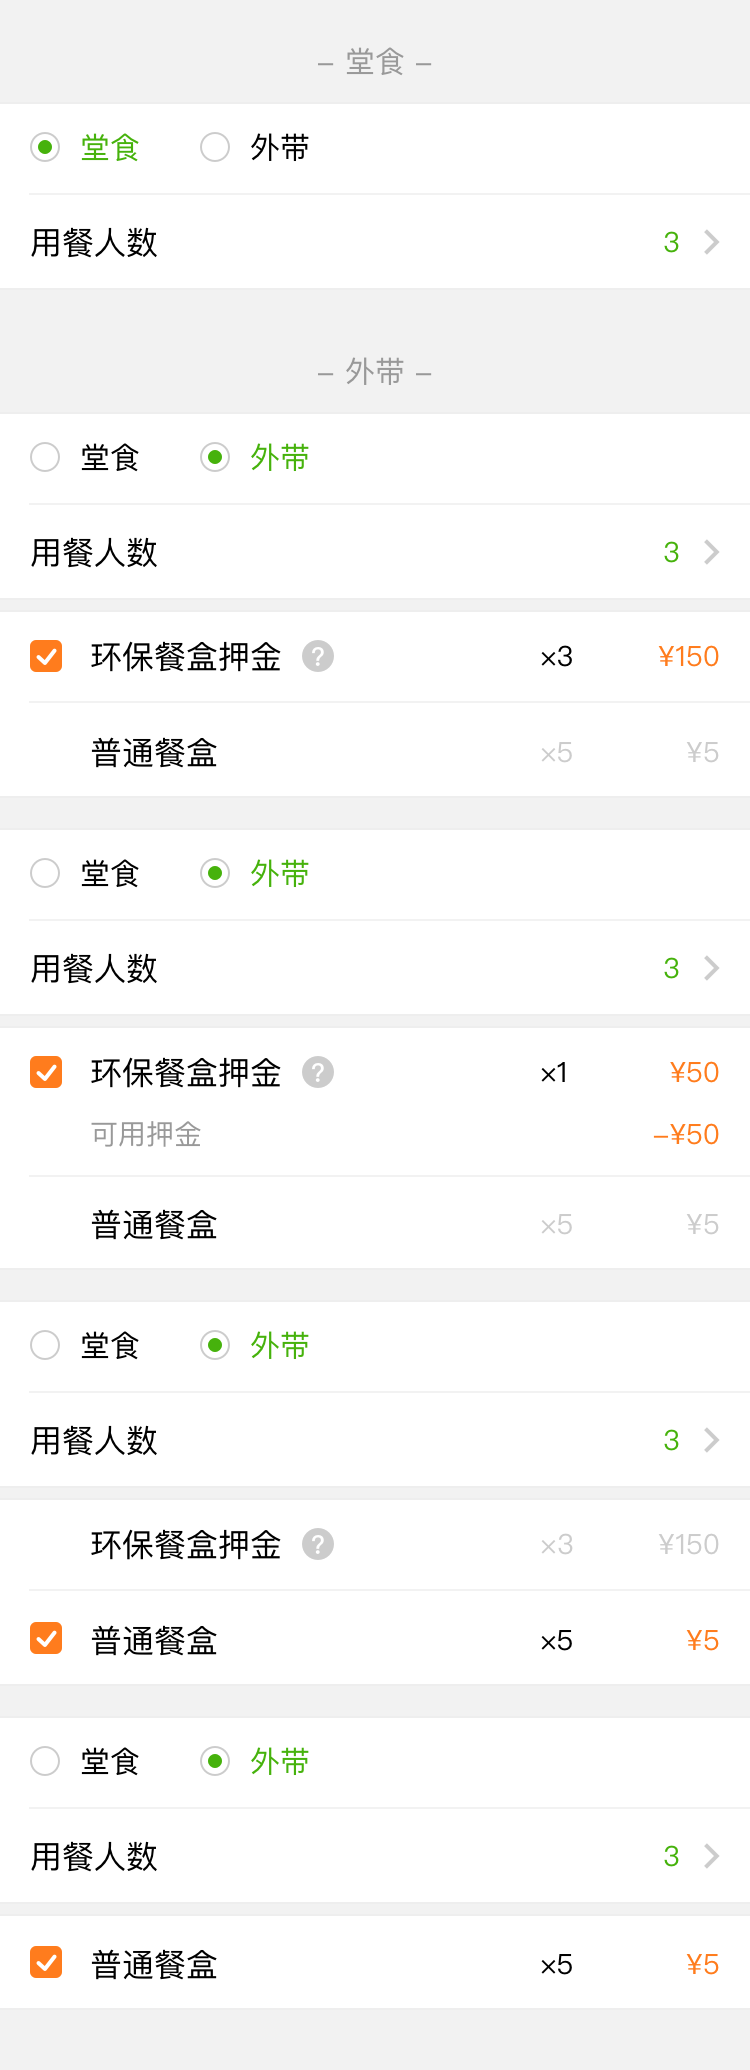 – 堂食 –
堂食 外带
用餐人数 3
– 外带 –
堂食 外带
用餐人数 3
环保餐盒押金 ? ×3 ¥150
普通餐盒 ×5 ¥5
堂食 外带
用餐人数 3
环保餐盒押金 ? ×1 ¥50
可用押金 –¥50
普通餐盒 ×5 ¥5
堂食 外带
用餐人数 3
环保餐盒押金 ? ×3 ¥150
普通餐盒 ×5 ¥5
堂食 外带
用餐人数 3
普通餐盒 ×5 ¥5